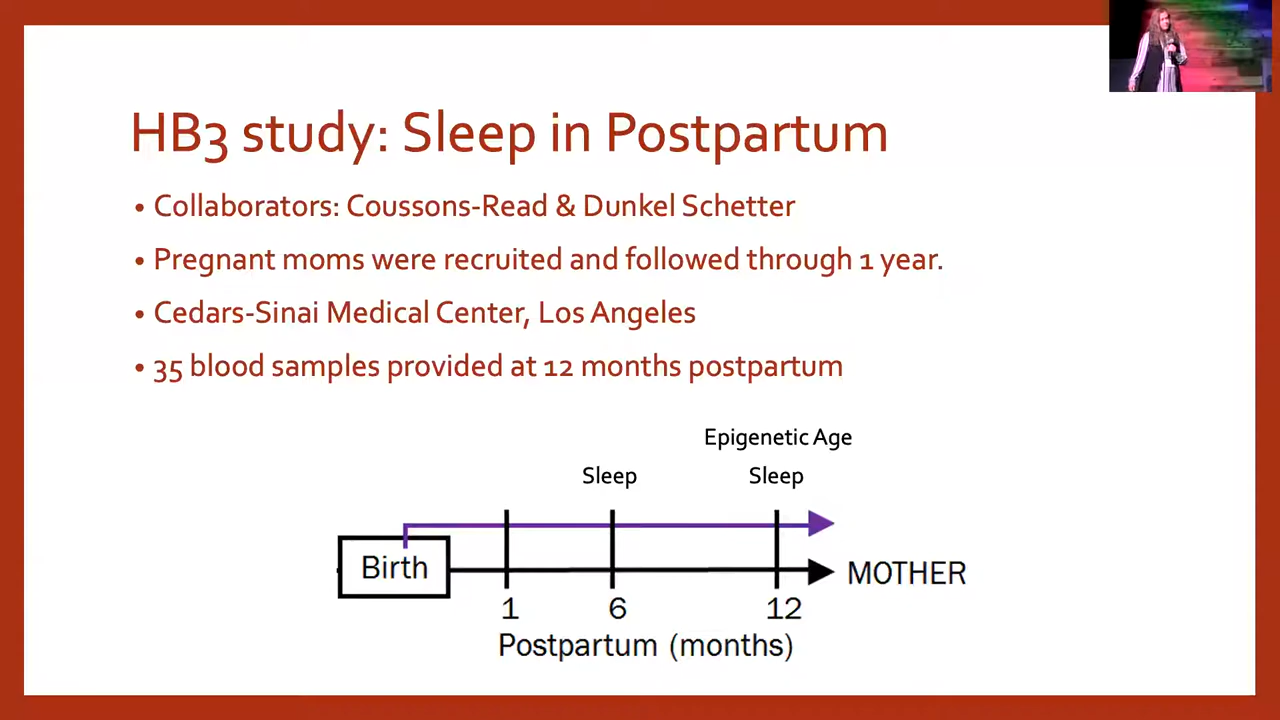 HB3 study: Sleep in Postpartum
• Collaborators: Coussons-Read & Dunkel Schetter
• Pregnant moms were recruited and followed through 1 year.
• Cedars-Sinai Medical Center, Los Angeles
• 35 blood samples provided at 12 months postpartum
Epigenetic Age
Sleep Sleep
Birth MOTHER
1 6 12
Postpartum (months)